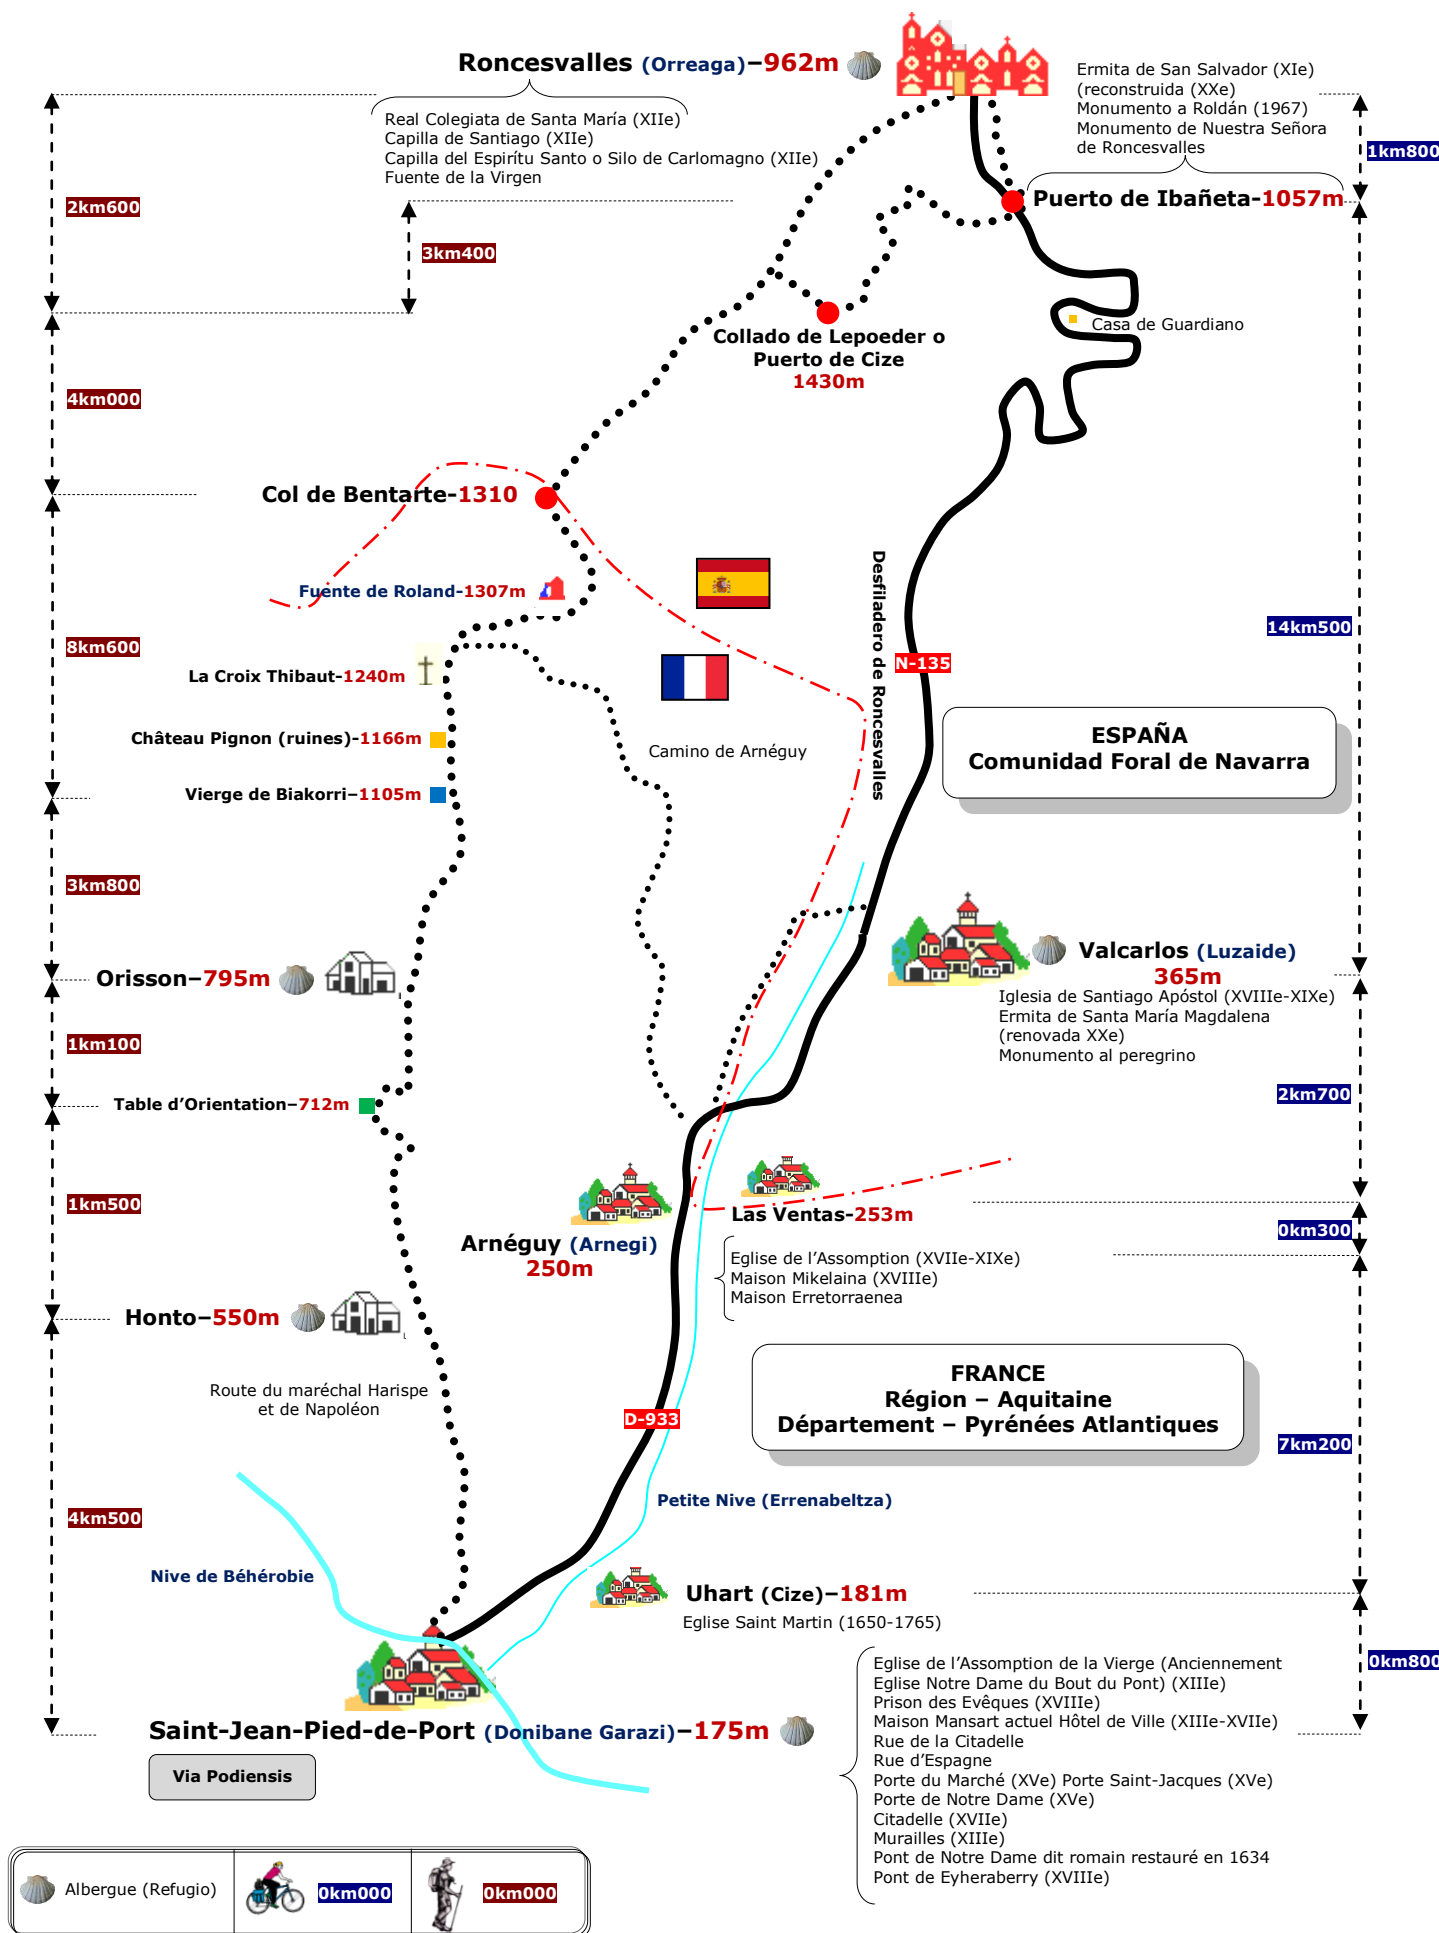 Roncesvalles (Orreaga)–962m
Real Colegiata de Santa María (XIIe)
Capilla de Santiago (XIIe)
Capilla del Espirítu Santo o Silo de Carlomagno (XIIe)
Fuente de la Virgen
Ermita de San Salvador (XIe)
(reconstruida (XXe)
Monumento a Roldán (1967)
Monumento de Nuestra Señora
de Roncesvalles
1km800
Puerto de Ibañeta-1057m
2km600
3km400
Casa de Guardiano
Collado de Lepoeder o
Puerto de Cize
1430m
4km000
Col de Bentarte-1310
Fuente de Roland-1307m
Desfiladero de Roncesvalles
14km500
8km600
N-135
La Croix Thibaut-1240m
Château Pignon (ruines)-1166m
Camino de Arnéguy
ESPAÑA
Comunidad Foral de Navarra
Vierge de Biakorri–1105m
3km800
Orisson–795m
Valcarlos (Luzaide)
365m
Iglesia de Santiago Apóstol (XVIIIe-XIXe)
Ermita de Santa María Magdalena
(renovada XXe)
Monumento al peregrino
1km100
2km700
Table d’Orientation–712m
1km500
Las Ventas-253m
0km300
Arnéguy (Arnegi)
250m
Eglise de l’Assomption (XVIIe-XIXe)
Maison Mikelaina (XVIIIe)
Maison Erretorraenea
Honto–550m
Route du maréchal Harispe
et de Napoléon
FRANCE
Région – Aquitaine
Département – Pyrénées Atlantiques
D-933
7km200
4km500
Petite Nive (Errenabeltza)
Nive de Béhérobie
Uhart (Cize)–181m
Eglise Saint Martin (1650-1765)
0km800
Saint-Jean-Pied-de-Port (Donibane Garazi)–175m
Via Podiensis
Eglise de l’Assomption de la Vierge (Anciennement
Eglise Notre Dame du Bout du Pont) (XIIIe)
Prison des Evêques (XVIIIe)
Maison Mansart actuel Hôtel de Ville (XIIIe-XVIIe)
Rue de la Citadelle
Rue d’Espagne
Porte du Marché (XVe) Porte Saint-Jacques (XVe)
Porte de Notre Dame (XVe)
Citadelle (XVIIe)
Murailles (XIIIe)
Pont de Notre Dame dit romain restauré en 1634
Pont de Eyheraberry (XVIIIe)
Albergue (Refugio)
0km000
0km000